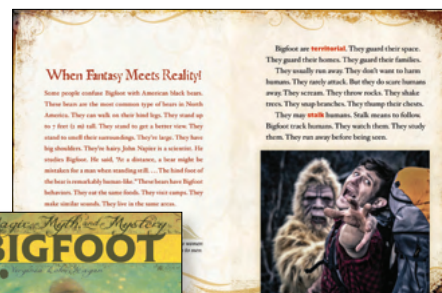 When Fantasy Meets Reality!
Some people confuse Bigfoot with American black bears.
These bears are the most common type of bears in North
America. They can walk on their hind legs. They stand up
to 7 feet (2 m) tall. They stand to get a better view. They
stand to smell their surroundings. They're large. They have
big shoulders. They're hairy. John Napier is a scientist. He
studies Bigfoot. He said, "At a distance, a bear might be
mistaken for a man when standing still. . . . The hind foot of
the bear is remarkably human-like." These bears have Bigfoot
behaviors. They eat the same foods. They visit camps. They
make similar sounds. They live in the same areas.
Bigfoot are territorial. They guard their space.
They guard their homes. They guard their families.
They usually run away. They don't want to harm
humans. They rarely attack. But they do scare humans
away. They scream. They throw rocks. They shake
trees. They snap branches. They thump their chests.
They may stalk humans. Stalk means to follow.
Bigfoot track humans. They watch them. They study
them. They run away before being seen.
Magic, Myth, and Mystery
BIGFOOT
Virginia Loh-Hagan